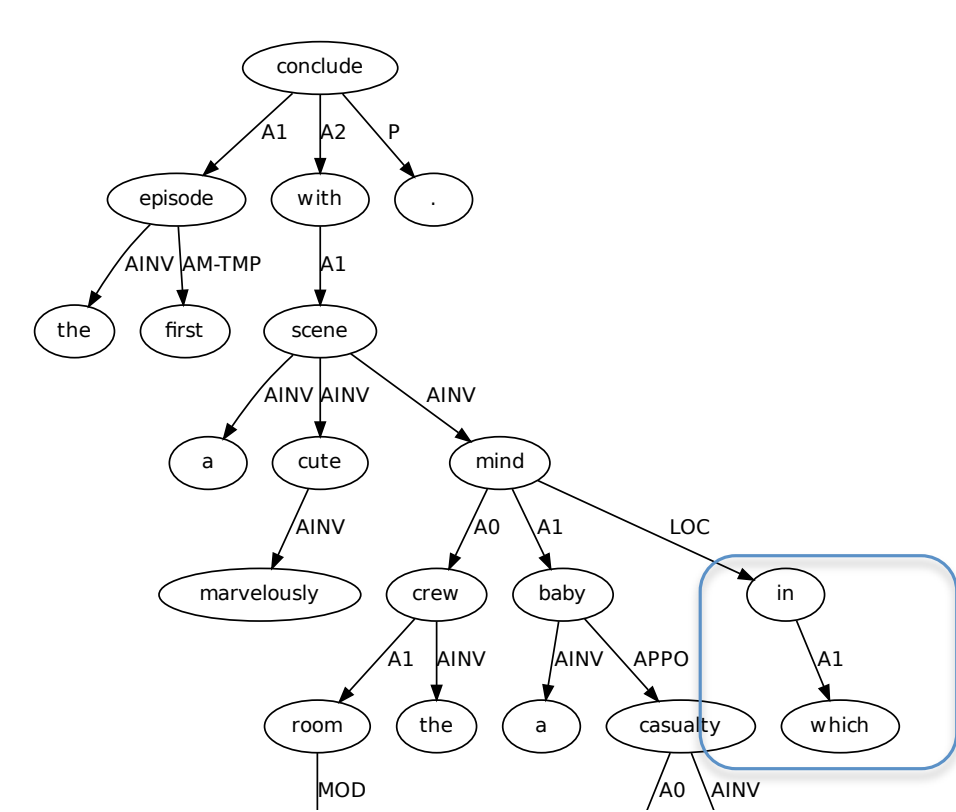 conclude
A1 A2 P
episode with .
AINV AM-TMP A1
the first scene
AINV AINV AINV
a cute mind
AINV A0 A1 LOC
marvelously crew baby in
A1 AINV AINV APPO A1
room the a casualty which
MOD A0 AINV